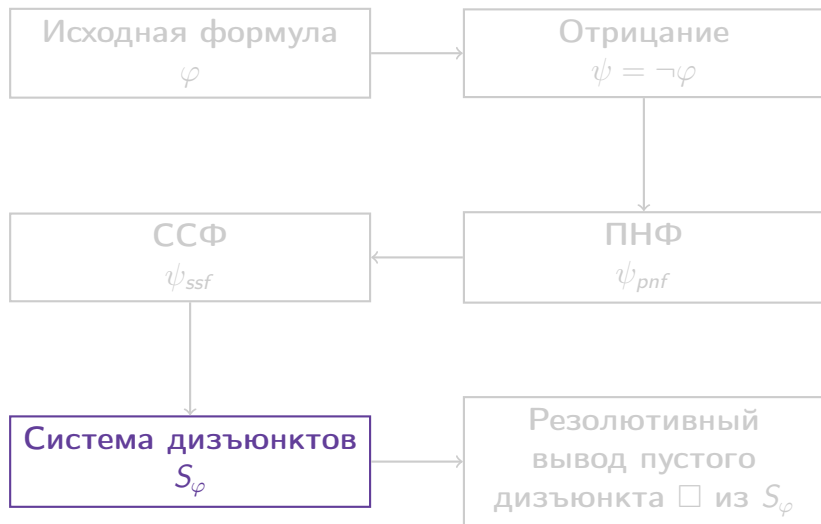 Исходная формула
φ
Отрицание
ψ = ¬φ
ССФ
ψ_ssf
ПНФ
ψ_pnf
Система дизъюнктов
S_φ
Резолютивный
вывод пустого
дизъюнкта □ из S_φ